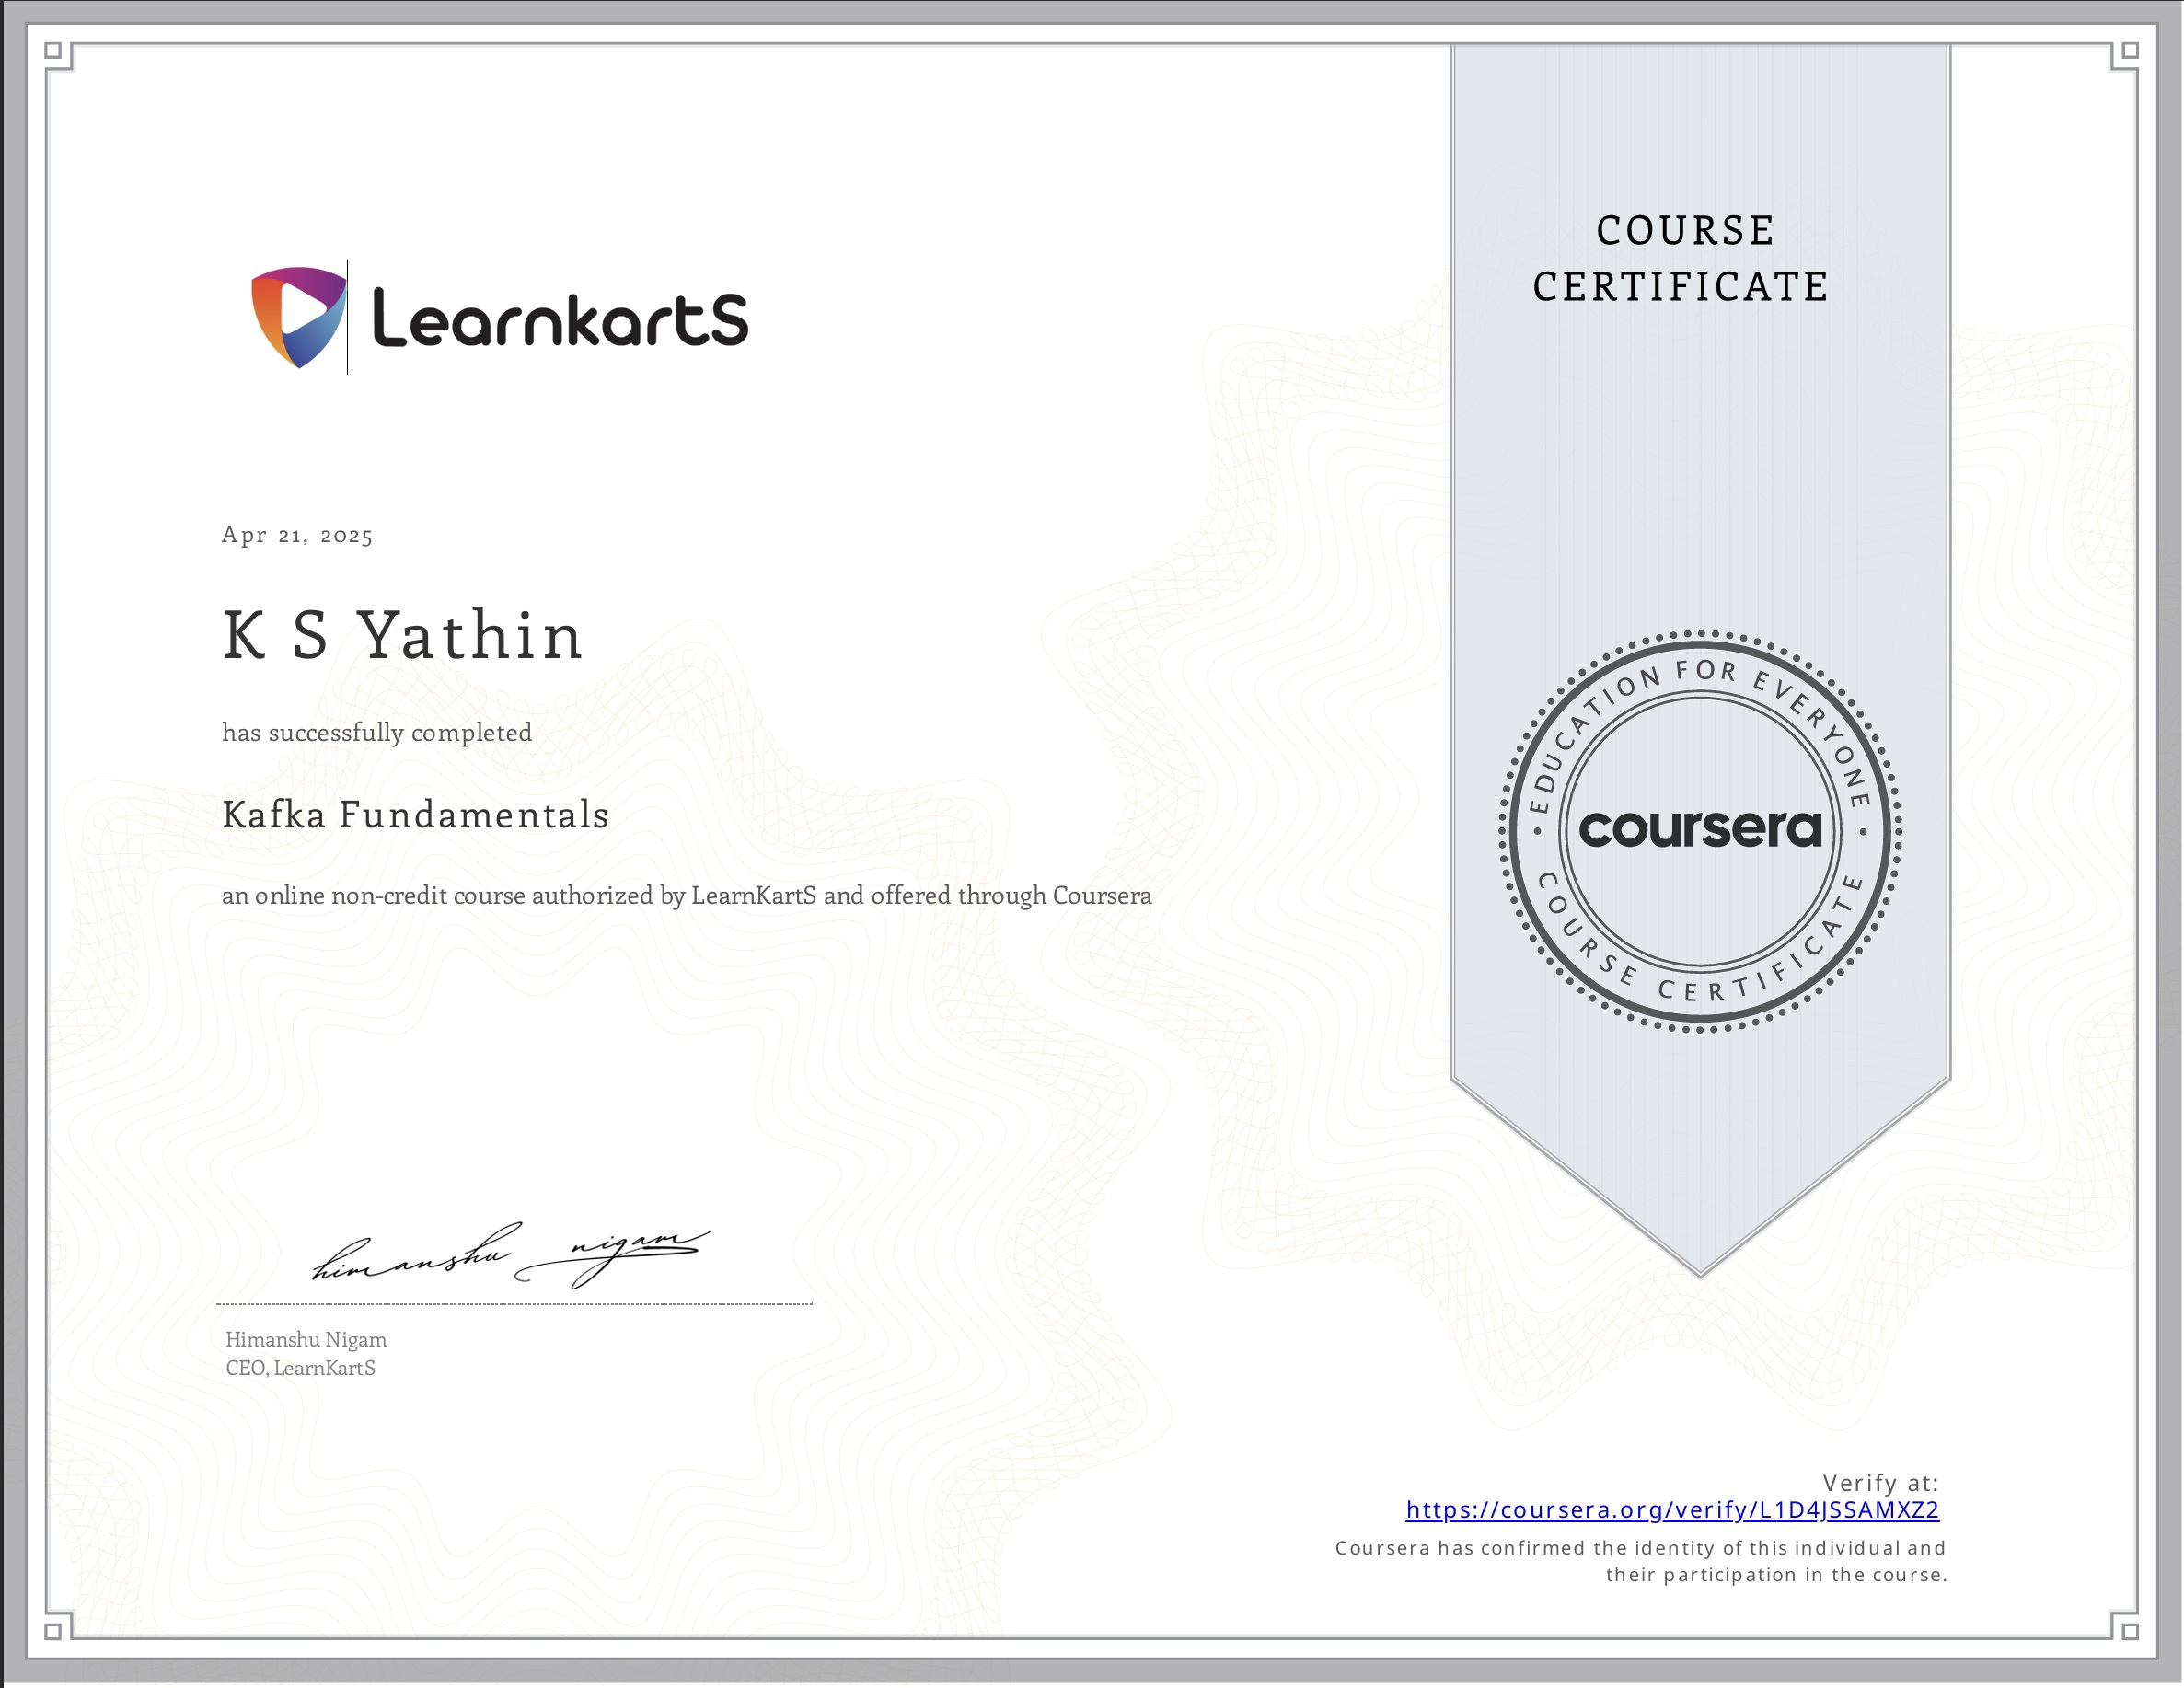 LearnkartS
COURSE
CERTIFICATE
Apr 21, 2025
K S Yathin
has successfully completed
Kafka Fundamentals
an online non-credit course authorized by LearnKartS and offered through Coursera
EDUCATION FOR EVERYONE
coursera
COURSE CERTIFICATE
himanshu nigam
Himanshu Nigam
CEO, LearnKartS
Verify at:
https://coursera.org/verify/L1D4JSSAMXZ2
Coursera has confirmed the identity of this individual and
their participation in the course.